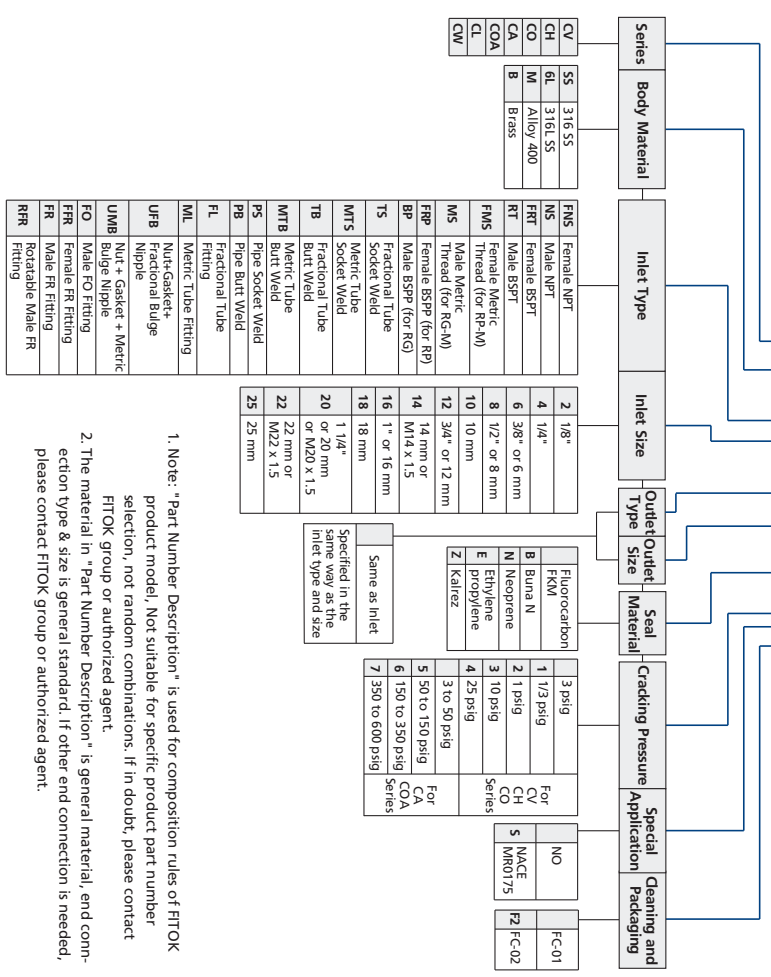 Series
CV
CH
CO
CA
COA
CL
CW
Body Material
SS 316 SS
6L 316L SS
M Alloy 400
B Brass
Inlet Type
FNS Female NPT
NS Male NPT
FRT Female BSPT
RT Male BSPT
FMS Female Metric
Thread (for RP-M)
MS Male Metric
Thread (for RG-M)
FRP Female BSPP (for RP)
BP Male BSPP (for RG)
TS Fractional Tube
Socket Weld
MTS Metric Tube
Socket Weld
TB Fractional Tube
Butt Weld
MTB Metric Tube
Butt Weld
PS Pipe Socket Weld
PB Pipe Butt Weld
FL Fractional Tube
Fitting
ML Metric Tube Fitting
UFB Nut+Gasket+
Fractional Bulge
Nipple
UMB Nut + Gasket + Metric
Bulge Nipple
FO Male FO Fitting
FFR Female FR Fitting
FR Male FR Fitting
RFR Rotatable Male FR
Fitting
Inlet Size
2 1/8"
4 1/4"
6 3/8" or 6 mm
8 1/2" or 8 mm
10 10 mm
12 3/4" or 12 mm
14 14 mm or
M14 x 1.5
16 1" or 16 mm
18 18 mm
20 1 1/4"
or 20 mm
or M20 x 1.5
22 22 mm or
M22 x 1.5
25 25 mm
Outlet
Type
Outlet
Size
Same as Inlet
Specified in the
same way as the
inlet type and size
Seal
Material
Fluorocarbon
FKM
B Buna N
N Neoprene
E Ethylene
propylene
Z Kalrez
Cracking Pressure
3 psig
1 1/3 psig
2 1 psig
3 10 psig
4 25 psig
For
CV
CH
CO
Series
3 to 50 psig
5 50 to 150 psig
6 150 to 350 psig
7 350 to 600 psig
For
CA
COA
Series
Special
Application
NO
S NACE
MR0175
Cleaning and
Packaging
FC-01
F2 FC-02
1. Note: "Part Number Description" is used for composition rules of FITOK
product model, Not suitable for specific product part number
selection, not random combinations. If in doubt, please contact
FITOK group or authorized agent.
2. The material in "Part Number Description" is general material, end conn-
ection type & size is general standard. If other end connection is needed,
please contact FITOK group or authorized agent.